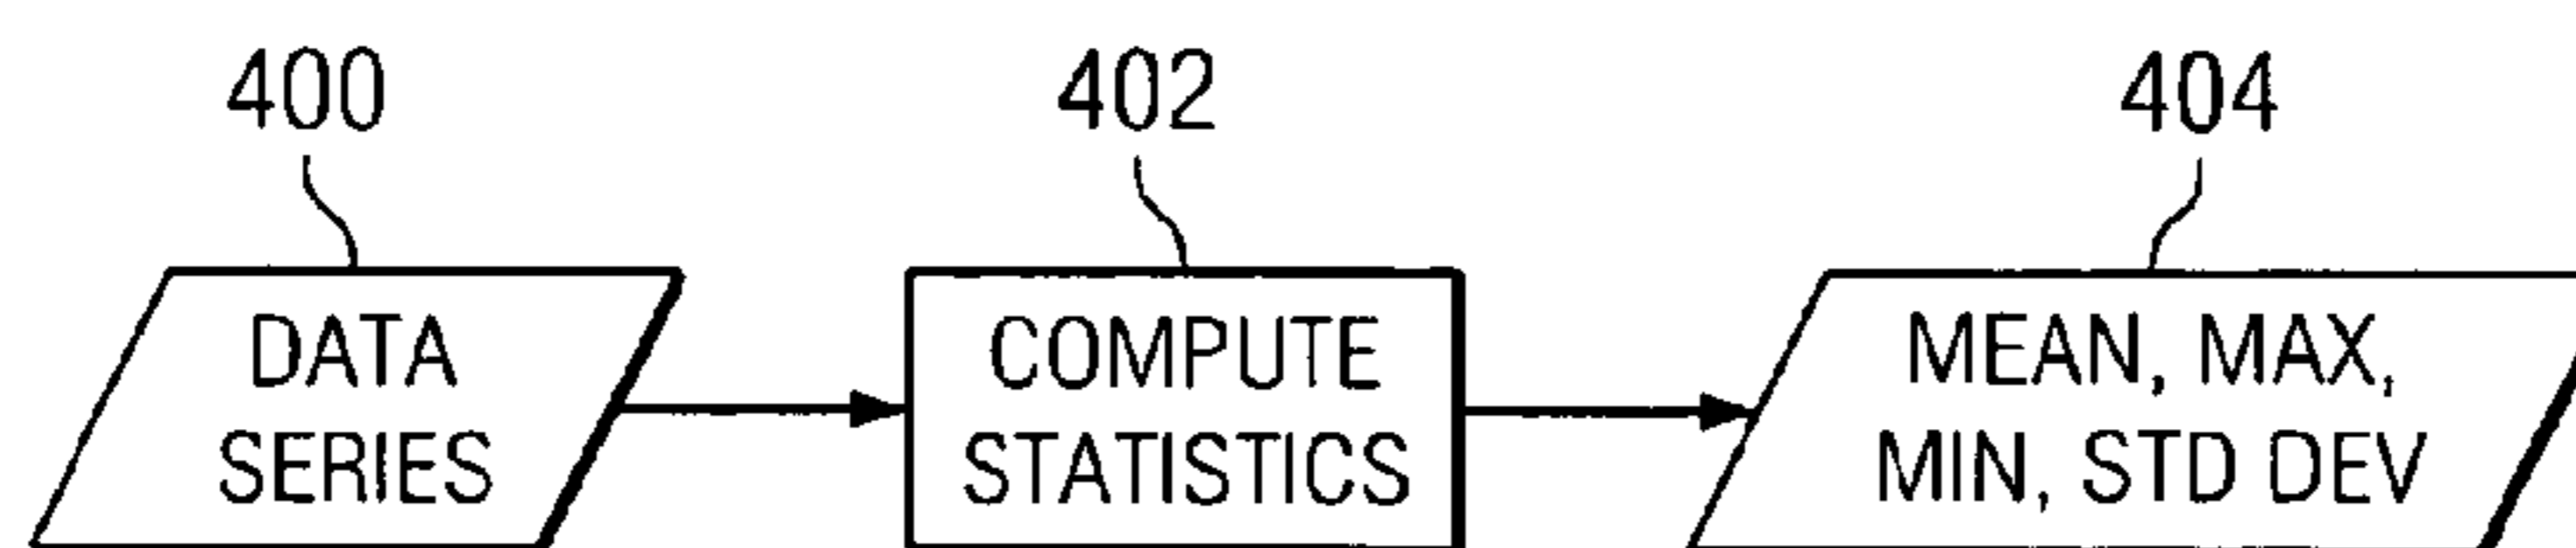 400
402
404
DATA
SERIES
COMPUTE
STATISTICS
MEAN, MAX,
MIN, STD DEV